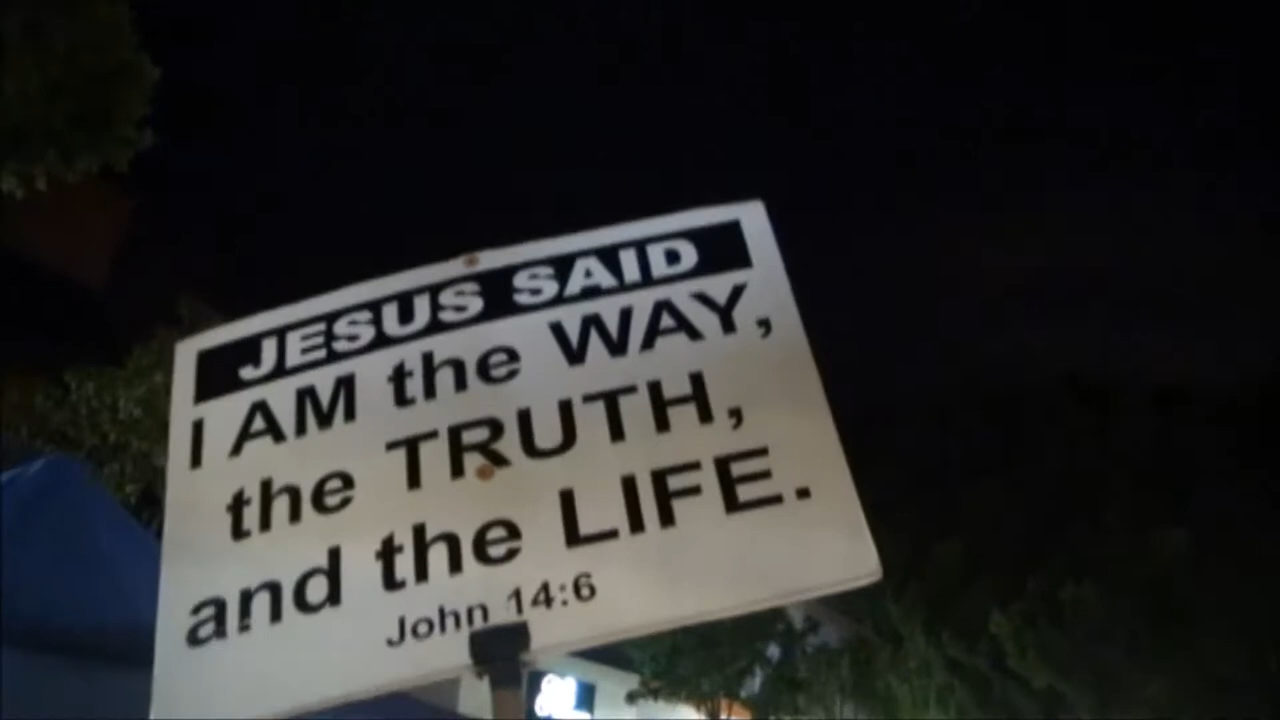 JESUS SAID
I AM the WAY,
the TRUTH,
and the LIFE.
John 14:6